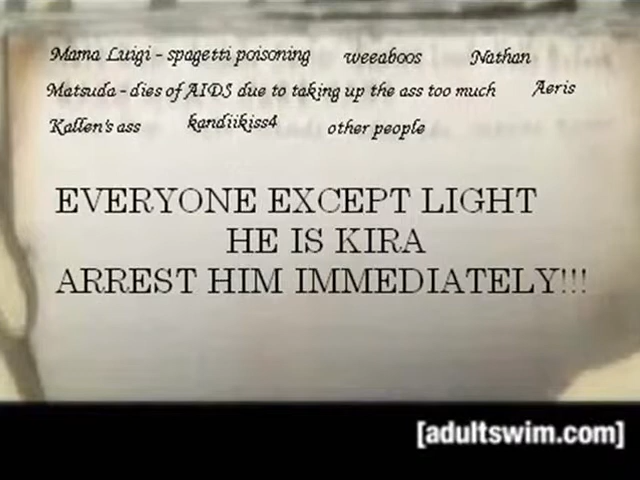 Mama Luigi - spagetti poisoning weeaboos Nathan
Matsuda - dies of AIDS due to taking up the ass too much Aeris
Kallen's ass kandiikiss4 other people
EVERYONE EXCEPT LIGHT
HE IS KIRA
ARREST HIM IMMEDIATELY!!!
[adultswim.com]